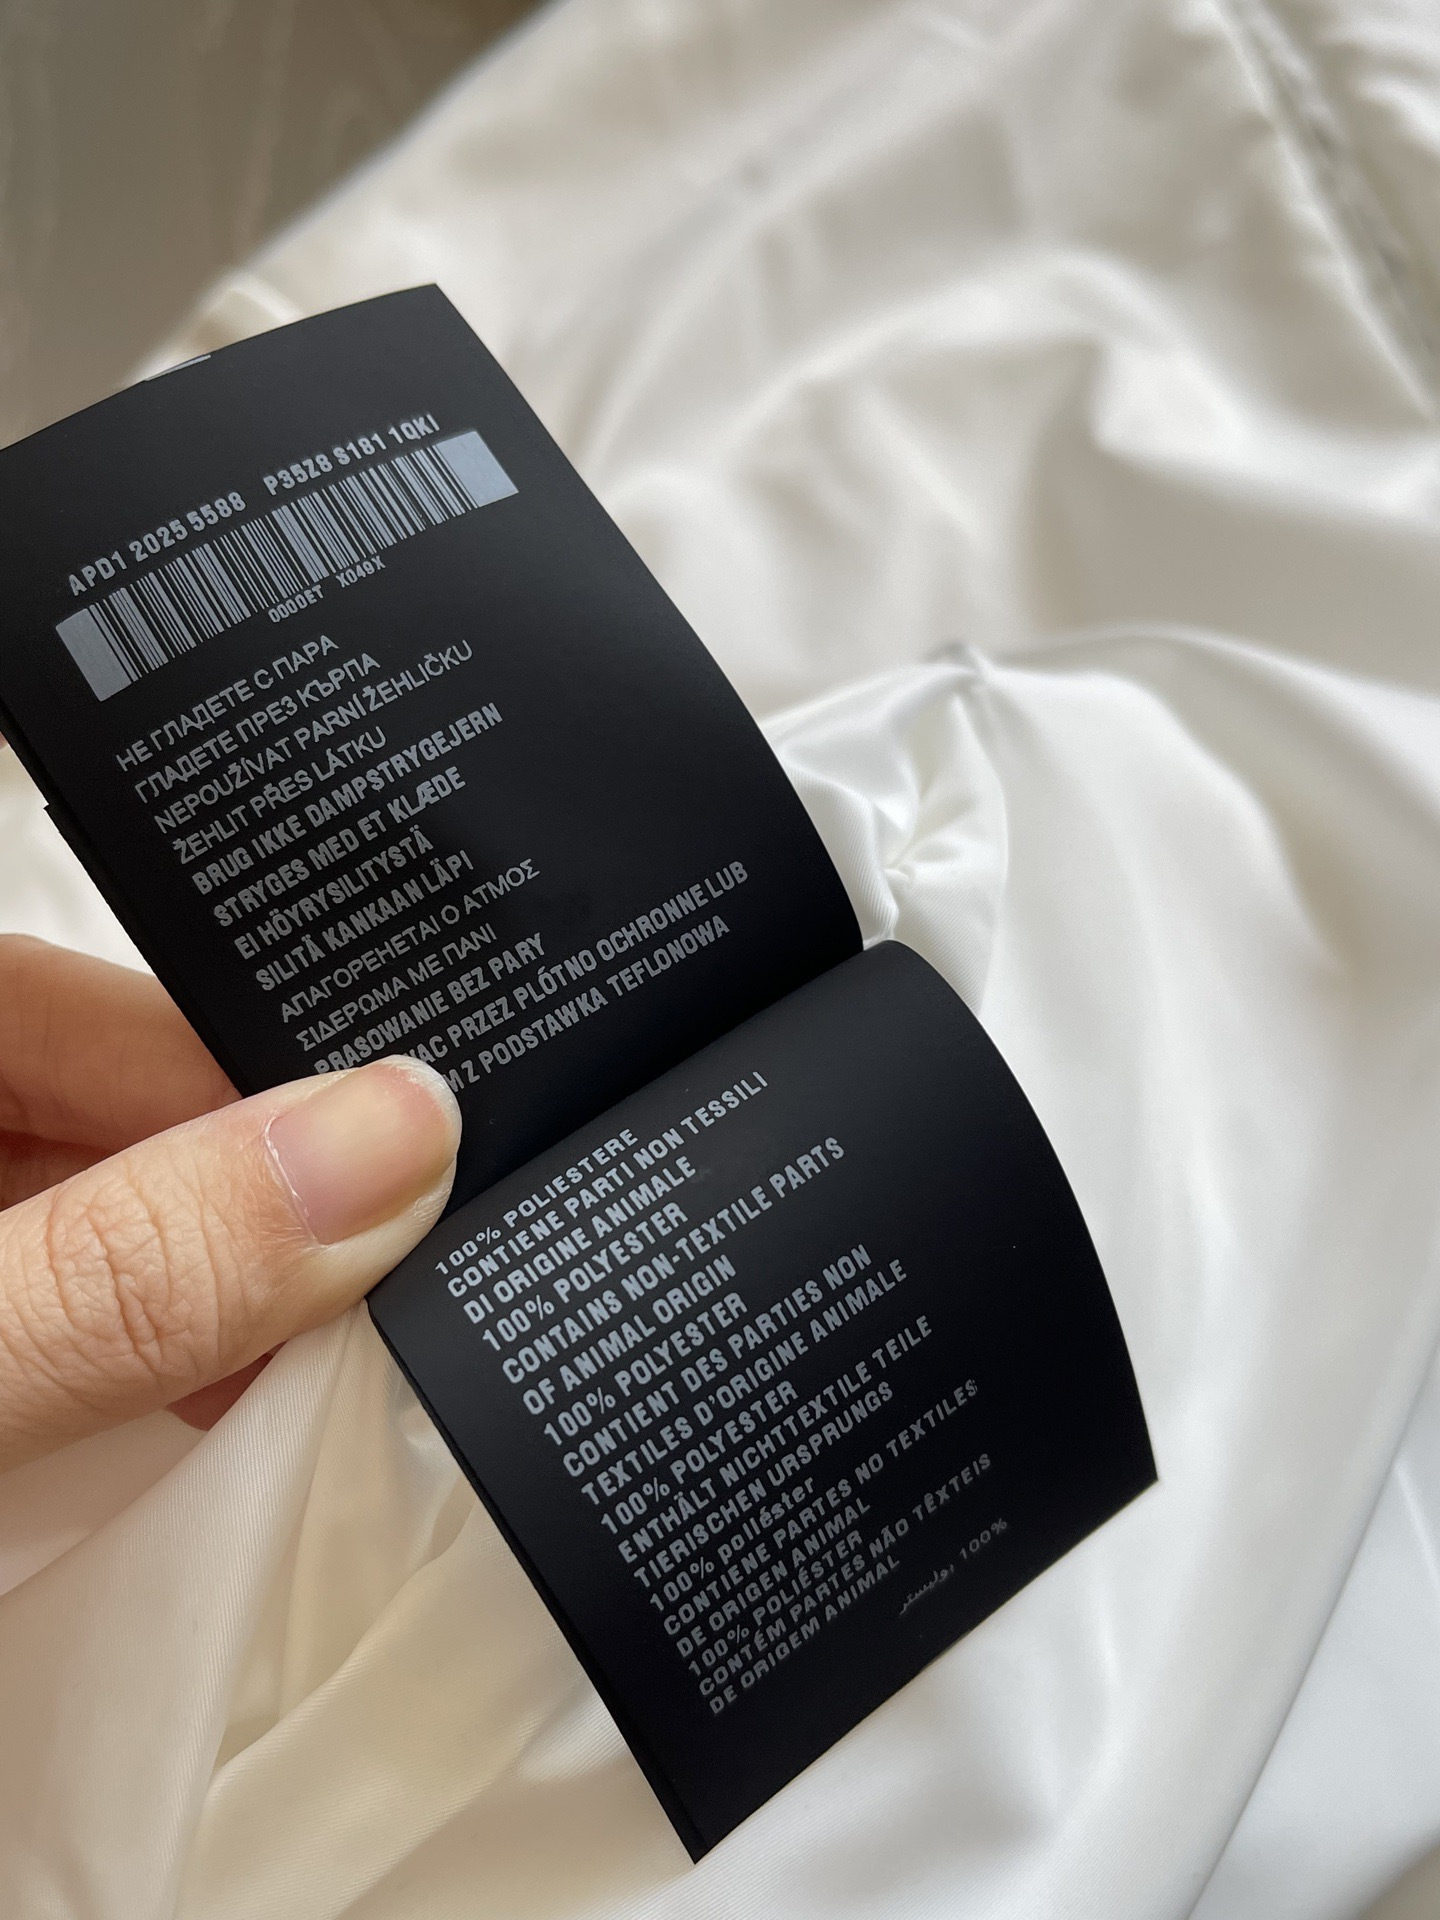 APD1 2025 5588 P35Z8 S181 1QKI
0000ET X049X
НЕ ГЛАДЕТЕ С ПАРА
ГЛАДЕТЕ ПРЕЗ КЪРПА
NEPOUŽÍVAT PARNÍ ŽEHLIČKU
ŽEHLIT PŘES LÁTKU
BRUG IKKE DAMPSTRYGEJERN
STRYGES MED ET KLÆDE
EI HÖYRYSILITYSTÄ
SILITÄ KANKAAN LÄPI
ΑΠΑΓΟΡΕΗΕΤΑΙ Ο ΑΤΜΟΣ
ΣΙΔΕΡΩΜΑ ΜΕ ΠΑΝΙ
PRASOWANIE BEZ PARY
PRZEZ PLÓTNO OCHRONNE LUB
Z PODSTAWKA TEFLONOWA
100% POLIESTERE
CONTIENE PARTI NON TESSILI
DI ORIGINE ANIMALE
100% POLYESTER
CONTAINS NON-TEXTILE PARTS
OF ANIMAL ORIGIN
100% POLYESTER
CONTIENT DES PARTIES NON
TEXTILES D'ORIGINE ANIMALE
100% POLYESTER
ENTHÄLT NICHTTEXTILE TEILE
TIERISCHEN URSPRUNGS
100% poliéster
CONTIENE PARTES NO TEXTILES
DE ORIGEN ANIMAL
100% POLIÉSTER
CONTÉM PARTES NÃO TÊXTEIS
DE ORIGEM ANIMAL
100%